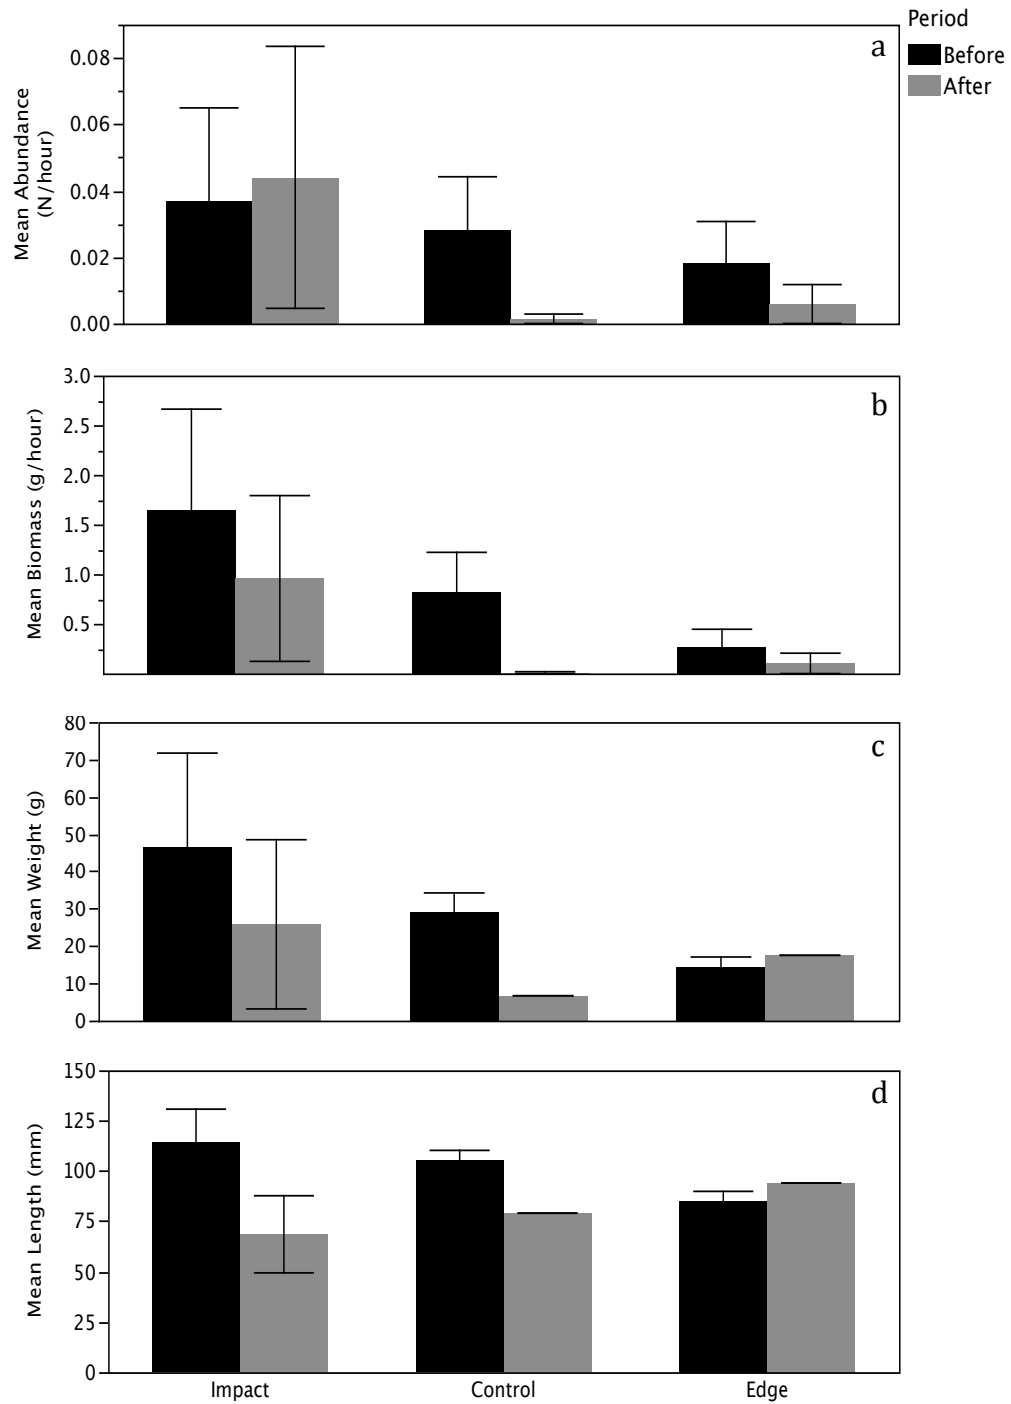 Period
Before
After
a
Mean Abundance
(N/hour)
0.08
0.06
0.04
0.02
0.00
b
Mean Biomass (g/hour)
3.0
2.5
2.0
1.5
1.0
0.5
c
Mean Weight (g)
80
70
60
50
40
30
20
10
0
d
Mean Length (mm)
150
125
100
75
50
25
0
Impact Control Edge